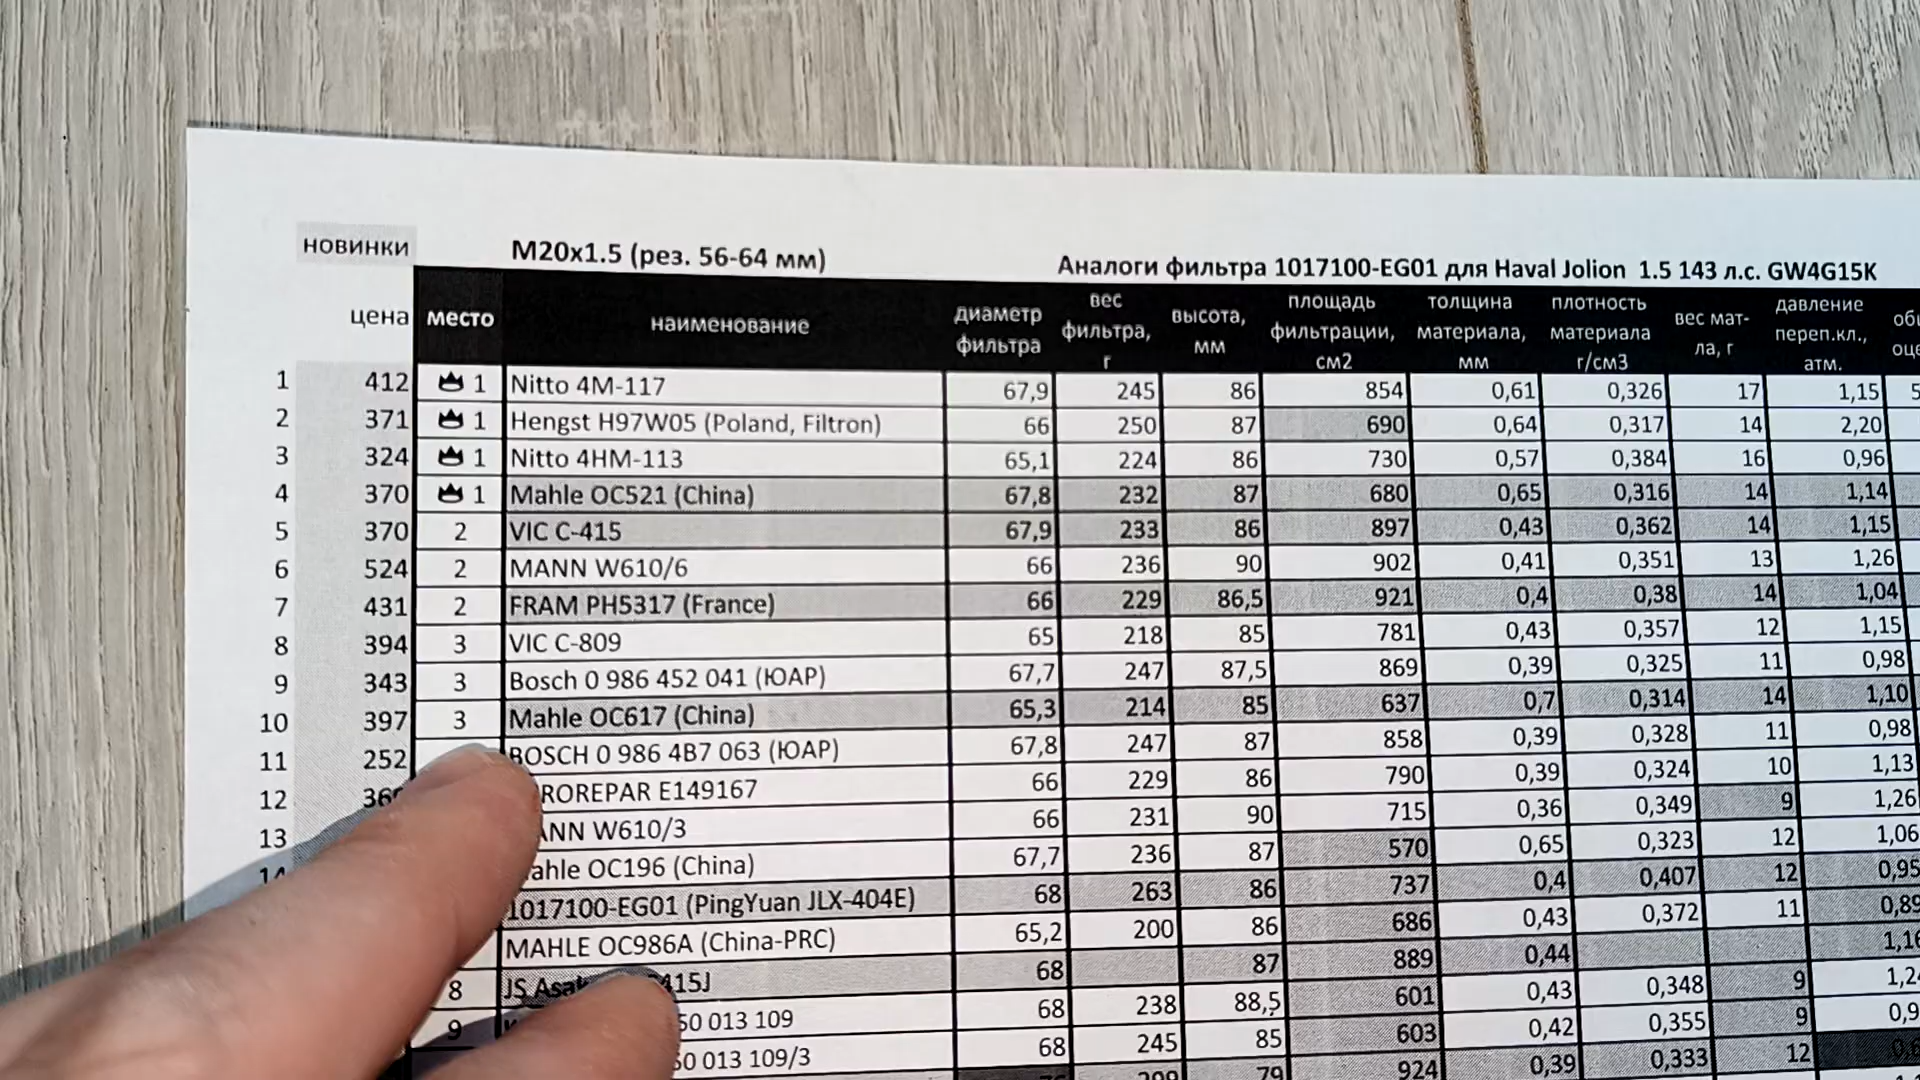 новинки
М20х1.5 (рез. 56-64 мм)
Аналоги фильтра 1017100-EG01 для Haval Jolion 1.5 143 л.с. GW4G15K
цена место наименование диаметр фильтра вес фильтра, г высота, мм площадь фильтрации, см2 толщина материала, мм плотность материала г/см3 вес мат-ла, г давление переп.кл., атм.
1 412 1 Nitto 4M-117 67,9 245 86 854 0,61 0,326 17 1,15
2 371 1 Hengst H97W05 (Poland, Filtron) 66 250 87 690 0,64 0,317 14 2,20
3 324 1 Nitto 4HM-113 65,1 224 86 730 0,57 0,384 16 0,96
4 370 1 Mahle OC521 (China) 67,8 232 87 680 0,65 0,316 14 1,14
5 370 2 VIC C-415 67,9 233 86 897 0,43 0,362 14 1,15
6 524 2 MANN W610/6 66 236 90 902 0,41 0,351 13 1,26
7 431 2 FRAM PH5317 (France) 66 229 86,5 921 0,4 0,38 14 1,04
8 394 3 VIC C-809 65 218 85 781 0,43 0,357 12 1,15
9 343 3 Bosch 0 986 452 041 (ЮАР) 67,7 247 87,5 869 0,39 0,325 11 0,98
10 397 3 Mahle OC617 (China) 65,3 214 85 637 0,7 0,314 14 1,10
11 252 BOSCH 0 986 4B7 063 (ЮАР) 67,8 247 87 858 0,39 0,328 11 0,98
12 ROREPAR E149167 66 229 86 790 0,39 0,324 10 1,13
13 ANN W610/3 66 231 90 715 0,36 0,349 9 1,26
ahle OC196 (China) 67,7 236 87 570 0,65 0,323 12 1,06
1017100-EG01 (PingYuan JLX-404E) 68 263 86 737 0,4 0,407 12 0,95
MAHLE OC986A (China-PRC) 65,2 200 86 686 0,43 0,372 11 0,89
8 JS 415J 68 87 889 0,44 1,16
9 50 013 109 68 238 88,5 601 0,43 0,348 9
50 013 109/3 68 245 85 603 0,42 0,355 9
79 924 0,39 0,333 12